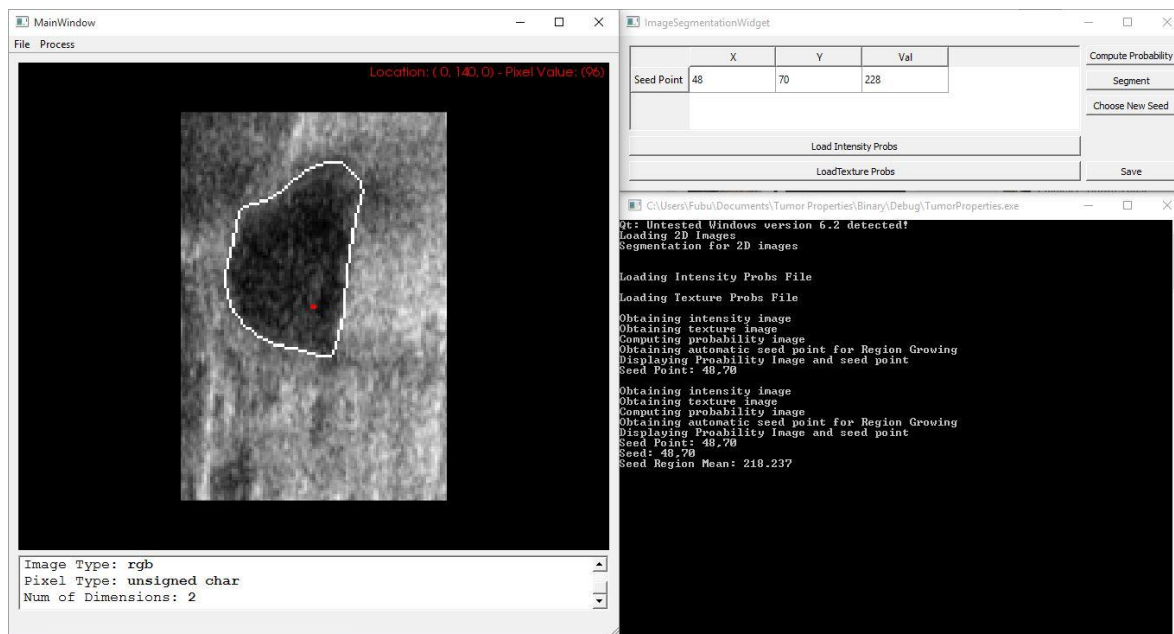 MainWindow
File Process
Location: ( 0, 140, 0) - Pixel Value: (96)
Image Type: rgb
Pixel Type: unsigned char
Num of Dimensions: 2
ImageSegmentationWidget
X Y Val
Seed Point 48 70 228
Compute Probability
Segment
Choose New Seed
Load Intensity Probs
LoadTexture Probs
Save
C:\Users\Fubu\Documents\Tumor Properties\Binary\Debug\TumorProperties.exe
Qt: Untested Windows version 6.2 detected!
Loading 2D Images
Segmentation for 2D images
Loading Intensity Probs File
Loading Texture Probs File
Obtaining intensity image
Obtaining texture image
Computing probability image
Obtaining automatic seed point for Region Growing
Displaying Proability Image and seed point
Seed Point: 48,70
Obtaining intensity image
Obtaining texture image
Computing probability image
Obtaining automatic seed point for Region Growing
Displaying Proability Image and seed point
Seed Point: 48,70
Seed: 48,70
Seed Region Mean: 218.237